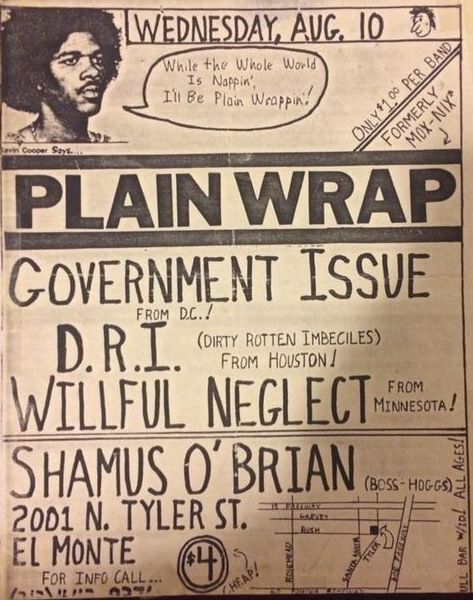 WEDNESDAY, AUG. 10
While the Whole World
Is Nappin',
I'll Be Plain Wrappin'!
Kevin Cooper Says...
ONLY $1.00 PER BAND
FORMERLY
MOX-NIX*
PLAIN WRAP
GOVERNMENT ISSUE
FROM D.C.!
D.R.I. (DIRTY ROTTEN IMBECILES)
FROM HOUSTON!
WILLFUL NEGLECT FROM
MINNESOTA!
SHAMUS O'BRIAN (BOSS-HOGGS)
2001 N. TYLER ST.
EL MONTE
$4
CHEAP!
FOR INFO CALL...
GARVEY
RUSH
ROSEMEAD
SANTA ANITA
TYLER
FREEWAY
BAR W/ID! ALL AGES!